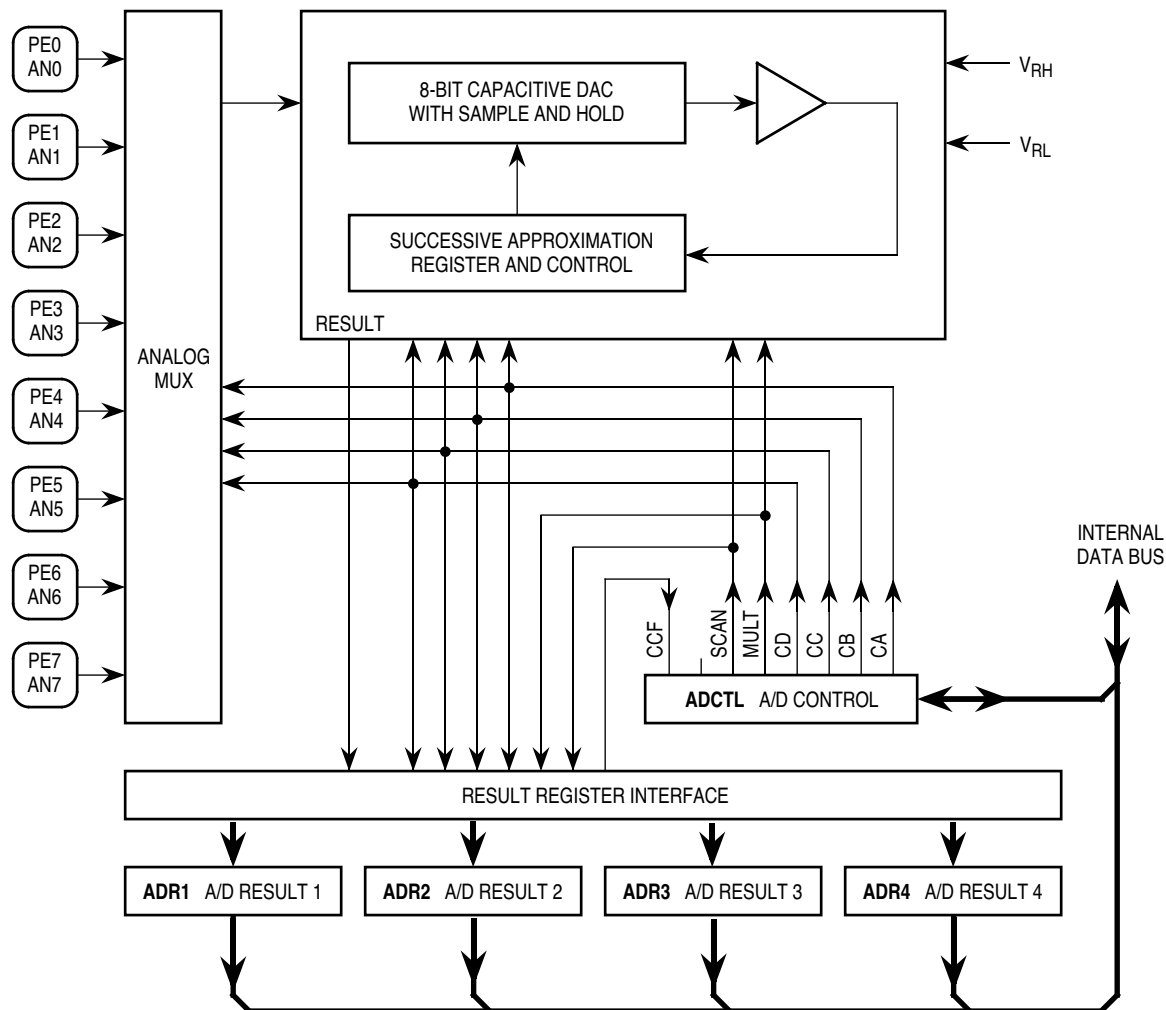 PE0
AN0
PE1
AN1
PE2
AN2
PE3
AN3
PE4
AN4
PE5
AN5
PE6
AN6
PE7
AN7
ANALOG
MUX
8-BIT CAPACITIVE DAC
WITH SAMPLE AND HOLD
SUCCESSIVE APPROXIMATION
REGISTER AND CONTROL
RESULT
VRH
VRL
INTERNAL
DATA BUS
CCF
SCAN
MULT
CD
CC
CB
CA
ADCTL A/D CONTROL
RESULT REGISTER INTERFACE
ADR1 A/D RESULT 1
ADR2 A/D RESULT 2
ADR3 A/D RESULT 3
ADR4 A/D RESULT 4